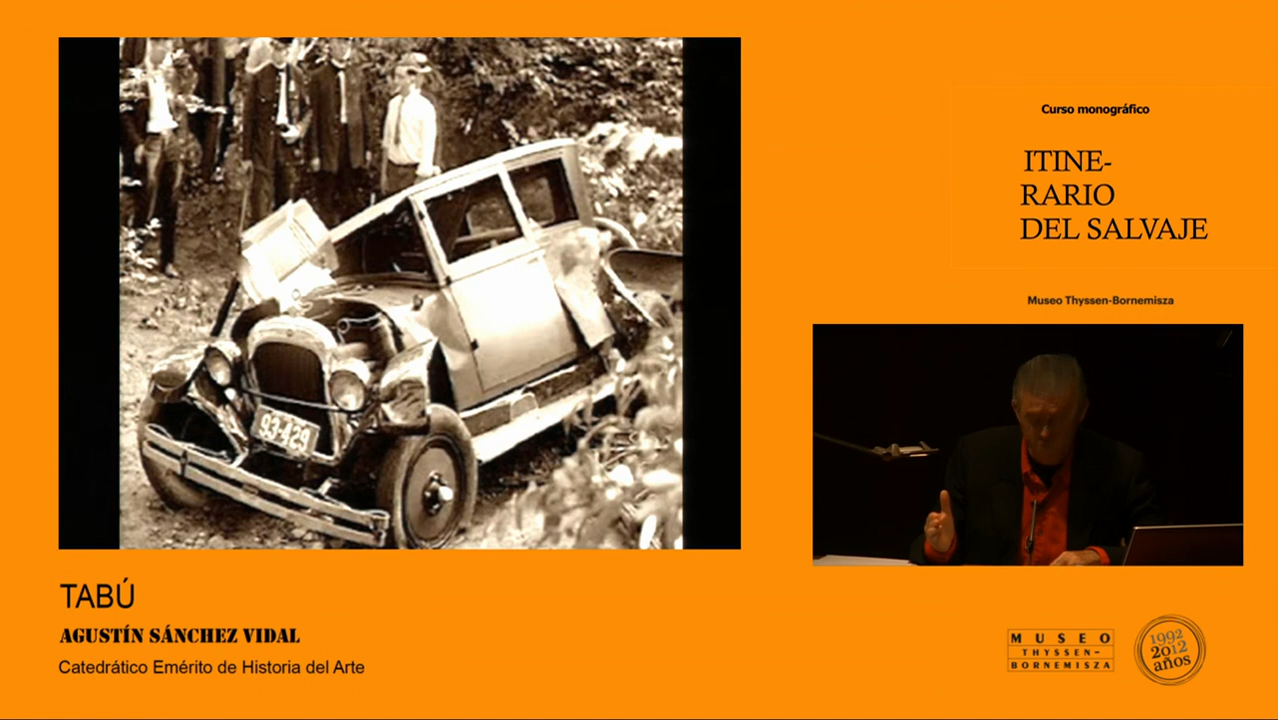 Curso monográfico
ITINE-
RARIO
DEL SALVAJE
Museo Thyssen-Bornemisza
93-429
TABÚ
AGUSTÍN SÁNCHEZ VIDAL
Catedrático Emérito de Historia del Arte
MUSEO
THYSSEN-
BORNEMISZA
1992
2012
años